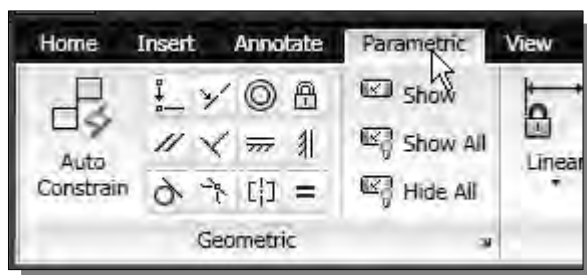 Home Insert Annotate Parametric View
Show
Show All
Hide All
Auto
Constrain
Linear
Geometric